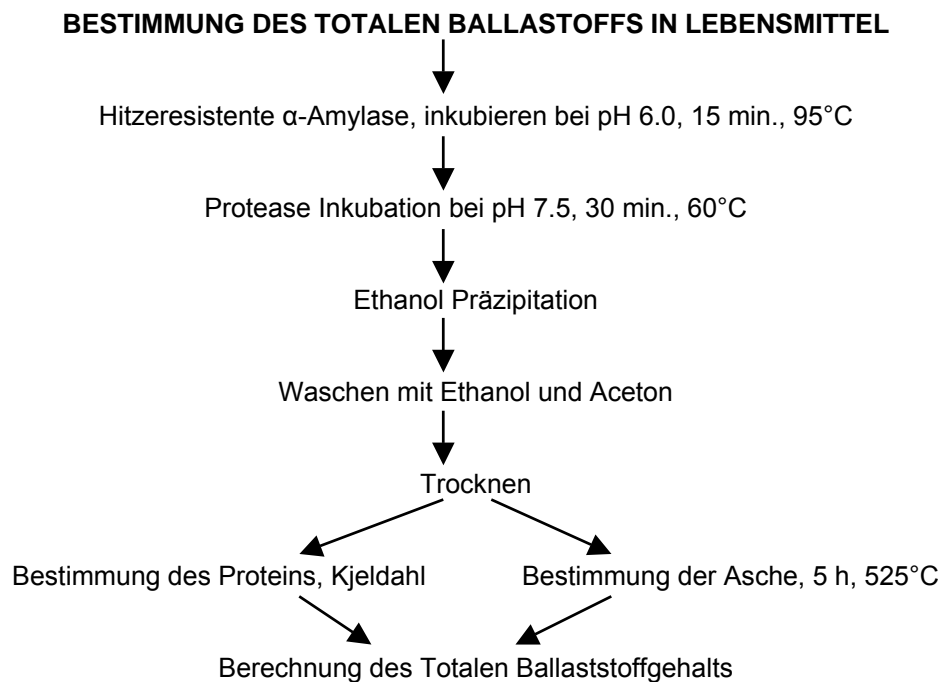 BESTIMMUNG DES TOTALEN BALLASTOFFS IN LEBENSMITTEL
Hitzeresistente α-Amylase, inkubieren bei pH 6.0, 15 min., 95°C
Protease Inkubation bei pH 7.5, 30 min., 60°C
Ethanol Präzipitation
Waschen mit Ethanol und Aceton
Trocknen
Bestimmung des Proteins, Kjeldahl
Bestimmung der Asche, 5 h, 525°C
Berechnung des Totalen Ballaststoffgehalts